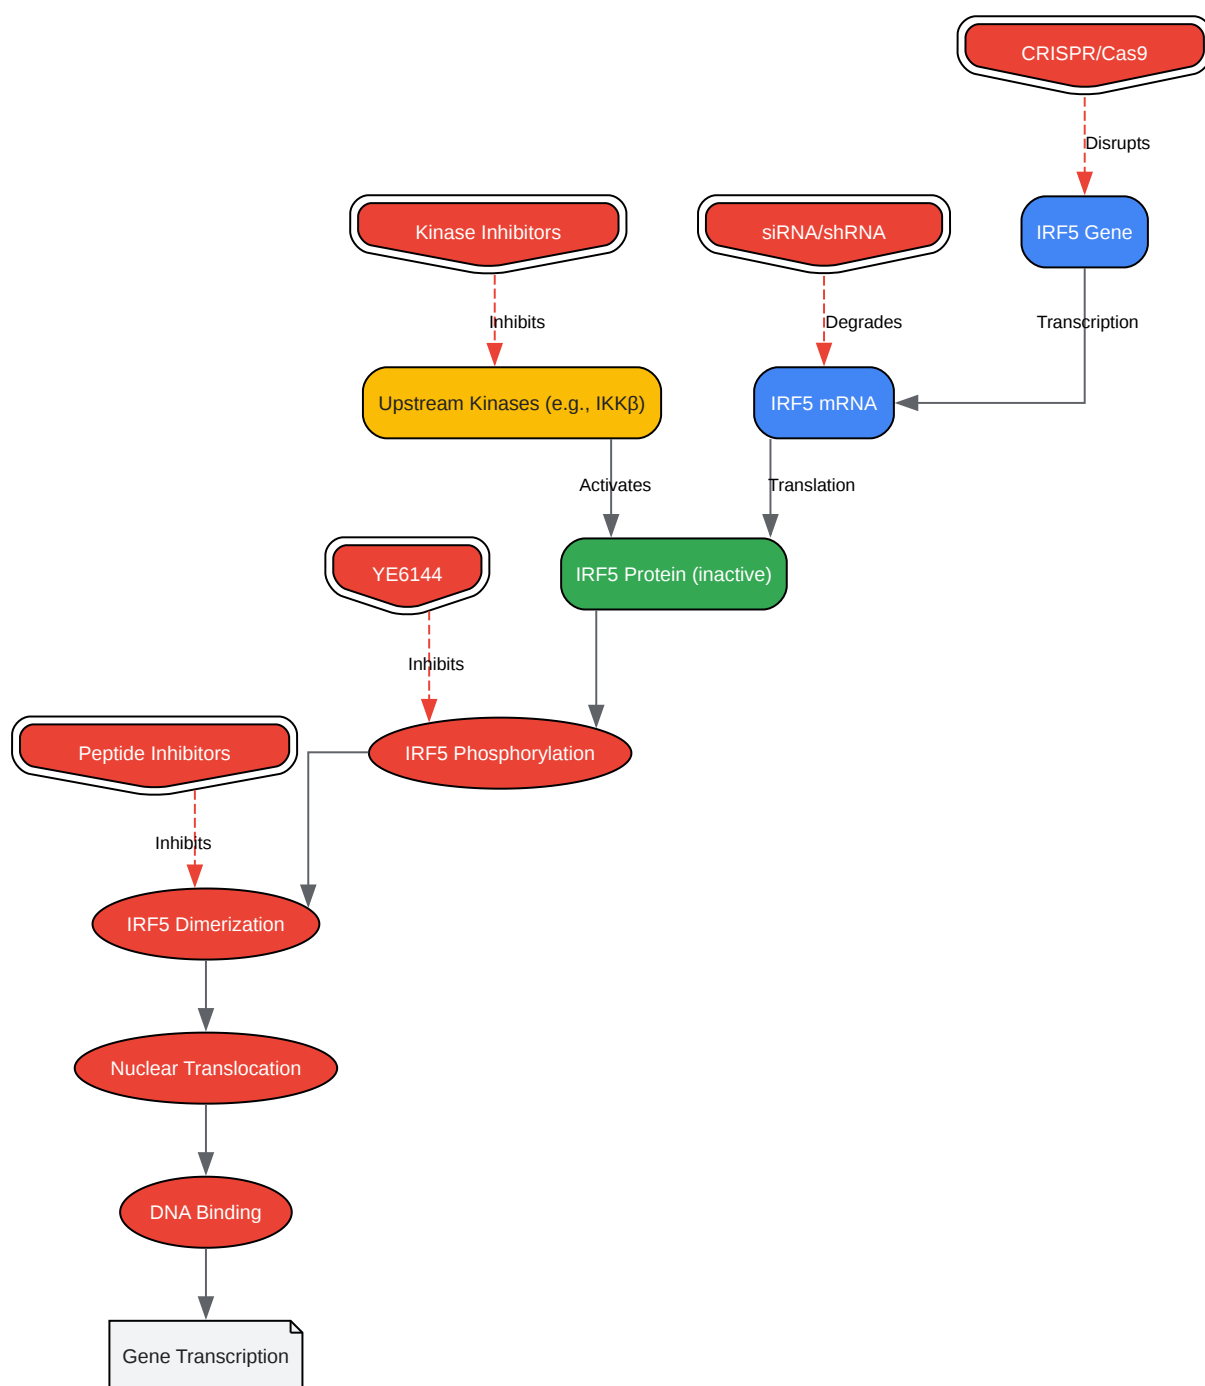 CRISPR/Cas9
Disrupts
Kinase Inhibitors
siRNA/shRNA
IRF5 Gene
Inhibits
Degrades
Transcription
Upstream Kinases (e.g., IKKβ)
IRF5 mRNA
Activates
Translation
YE6144
IRF5 Protein (inactive)
Inhibits
Peptide Inhibitors
IRF5 Phosphorylation
Inhibits
IRF5 Dimerization
Nuclear Translocation
DNA Binding
Gene Transcription